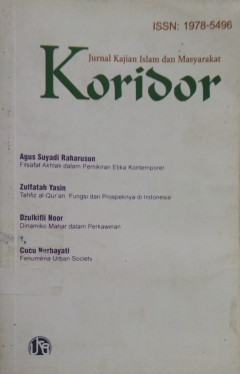 ISSN: 1978-5496
Jurnal Kajian Islam dan Masyarakat
Koridor
Agus Suyadi Raharusun
Filsafat Akhlak dalam Pemikiran Etika Kontemporer
Zulfatah Yasin
Tahfiz al-Qur'an Fungsi dan Prospeknya di Indonesia
Dzulkifli Noor
Dinamika Mahar dalam Perkawinan
Cucu Nurhayati
Fenumena Urban Society